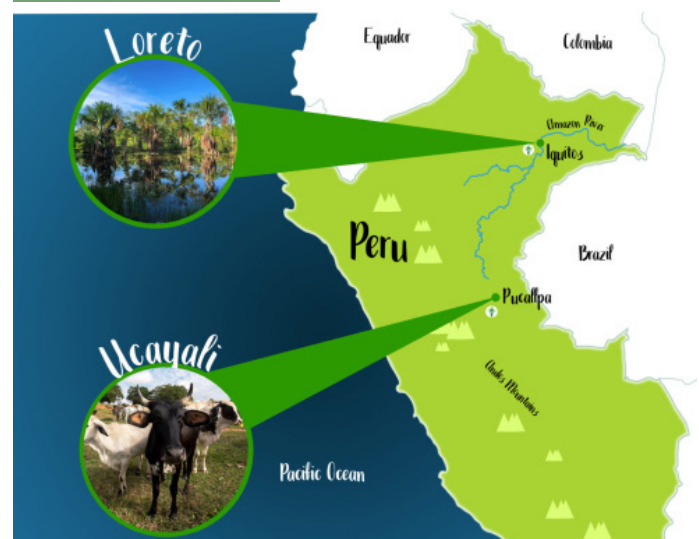 Loreto
Equador
Colombia
Amazon River
Iquitos
Peru
Brazil
Pucallpa
Ucayali
Andes Mountains
Pacific Ocean